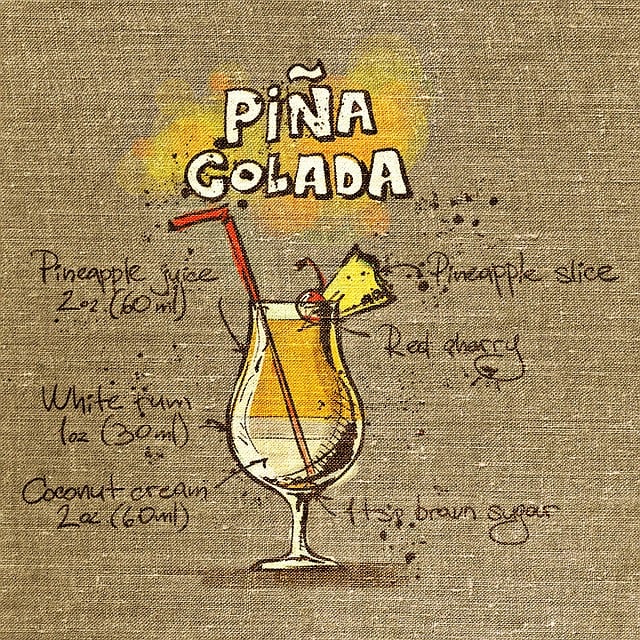 PIÑA
COLADA
Pineapple juice
2oz (60ml)
Pineapple slice
Red cherry
White rum
1oz (30ml)
Coconut cream
2oz (60ml)
1 tsp brown sugar